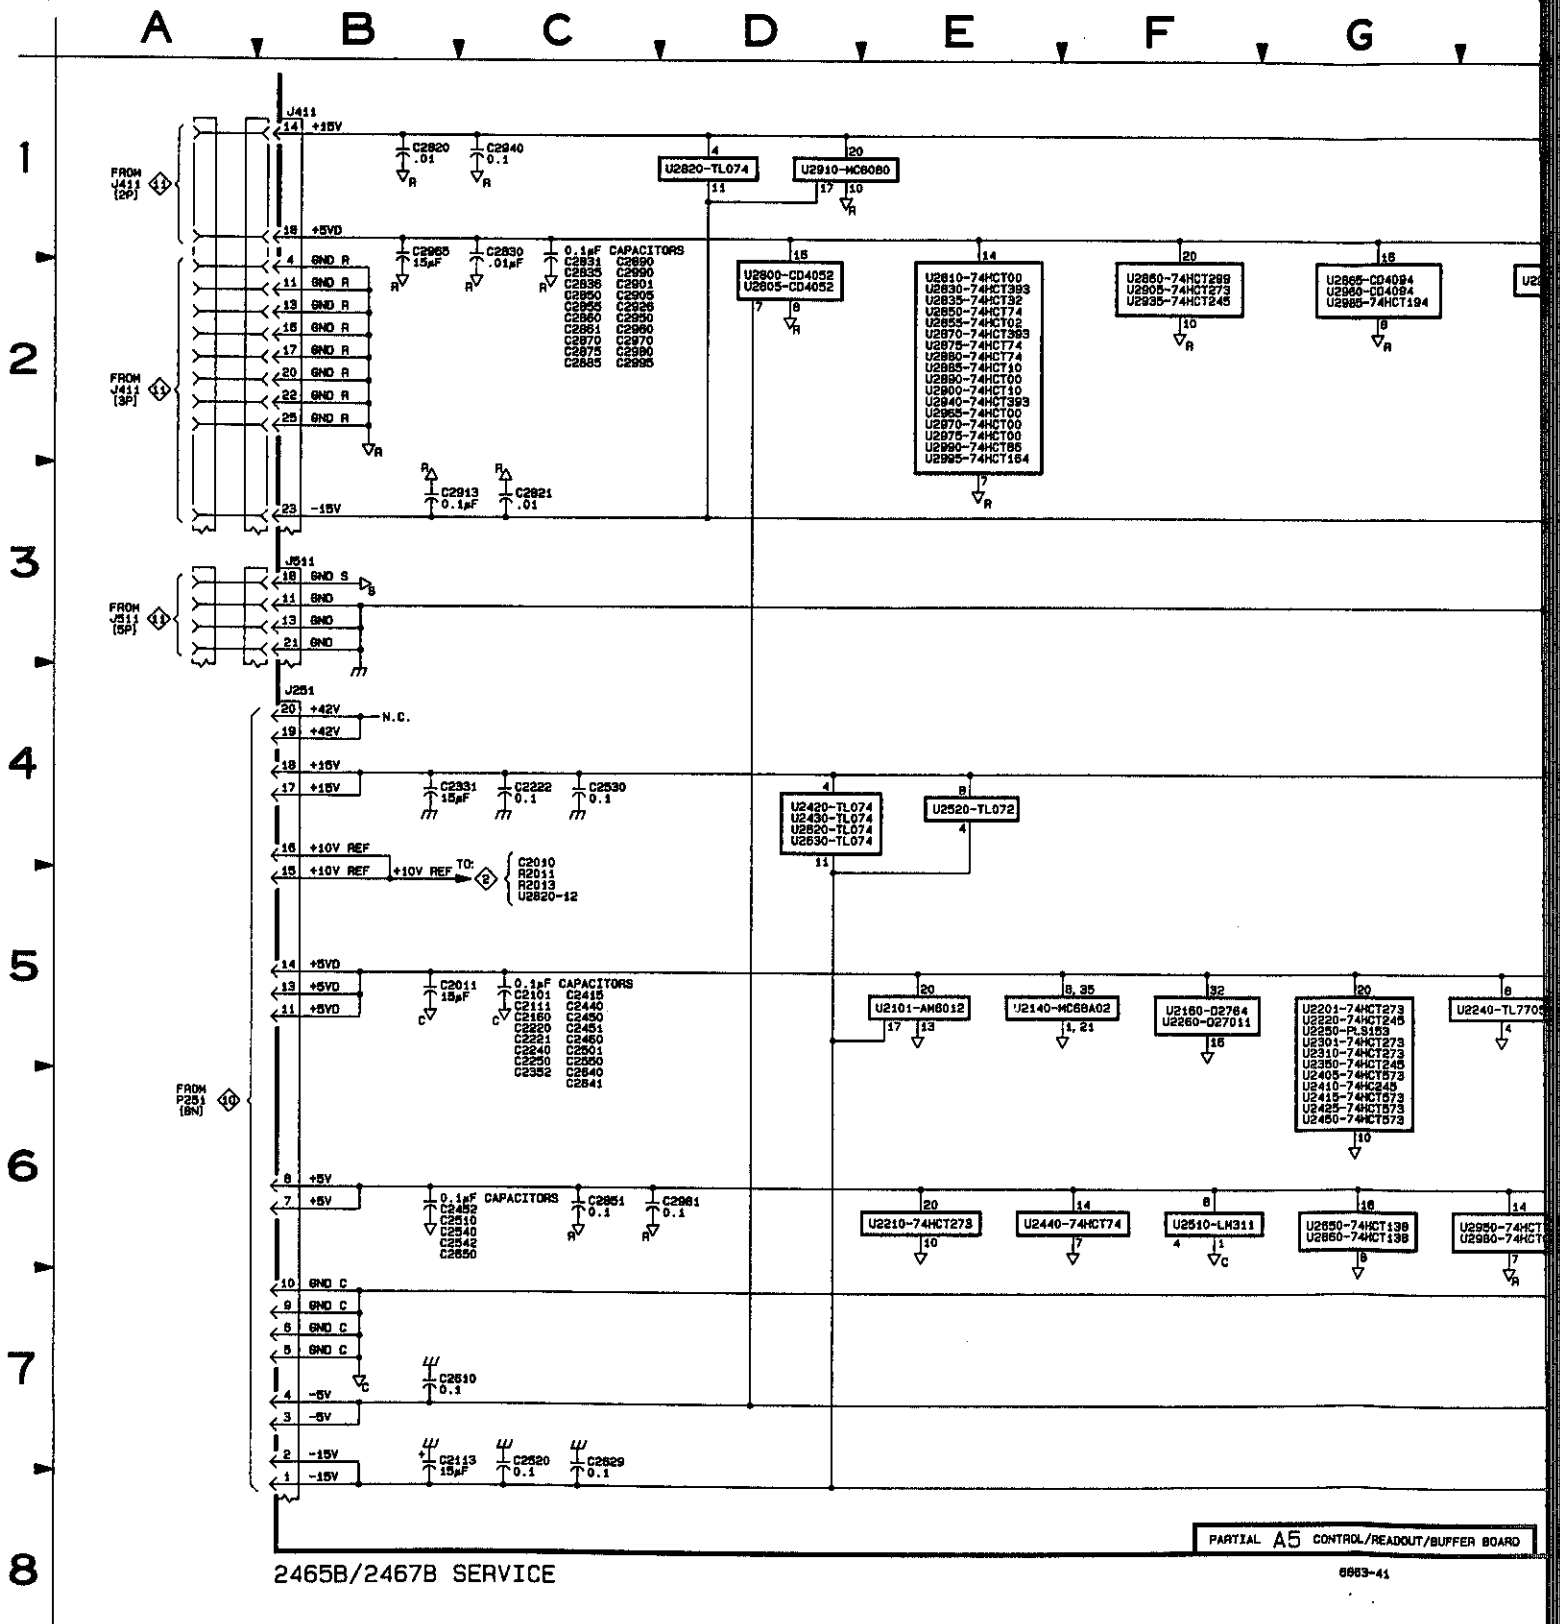 A B C D E F G
1
J411
14 +15V
C2820
.01
R
C2940
0.1
R
4
U2820-TL074
11
20
U2910-MC6080
17 10
R
FROM
J411
[2P]
11
18 +5VD
C2965
15µF
R
C2830
.01µF
R
0.1µF CAPACITORS
C2831 C2890
C2835 C2990
C2836 C2901
C2850 C2905
C2855 C2926
C2860 C2950
C2861 C2960
C2870 C2970
C2875 C2980
C2885 C2995
R
15
U2800-CD4052
U2805-CD4052
7 8
R
14
U2810-74HCT00
U2830-74HCT393
U2835-74HCT32
U2850-74HCT74
U2855-74HCT02
U2870-74HCT393
U2875-74HCT74
U2880-74HCT74
U2885-74HCT10
U2890-74HCT00
U2900-74HCT10
U2940-74HCT393
U2965-74HCT00
U2970-74HCT00
U2975-74HCT00
U2990-74HCT86
U2995-74HCT164
7
R
20
U2860-74HCT299
U2905-74HCT273
U2935-74HCT245
10
R
16
U2865-CD4094
U2960-CD4094
U2985-74HCT194
8
R
2
FROM
J411
[3P]
11
4 GND R
11 GND R
13 GND R
15 GND R
17 GND R
20 GND R
22 GND R
25 GND R
R
R
C2913
0.1µF
R
C2821
.01
23 -15V
3
J511
18 GND S
S
11 GND
13 GND
21 GND
FROM
J511
[5P]
11
J251
20 +42V
N.C.
19 +42V
4
18 +15V
17 +15V
C2331
15µF
C2222
0.1
C2530
0.1
4
U2420-TL074
U2430-TL074
U2620-TL074
U2630-TL074
11
8
U2520-TL072
4
16 +10V REF
15 +10V REF
+10V REF TO:
2
C2010
R2011
R2013
U2820-12
5
14 +5VD
13 +5VD
11 +5VD
C2011
15µF
C
0.1µF CAPACITORS
C2101 C2415
C2111 C2440
C2160 C2450
C2220 C2451
C2221 C2460
C2240 C2501
C2250 C2550
C2352 C2640
C2641
C
20
U2101-AM6012
17 13
8, 35
U2140-MC68A02
1, 21
32
U2160-D2764
U2260-D27011
16
20
U2201-74HCT273
U2220-74HCT245
U2250-PLS153
U2301-74HCT273
U2310-74HCT273
U2350-74HCT245
U2405-74HCT573
U2410-74HC245
U2415-74HCT573
U2425-74HCT573
U2460-74HCT573
10
8
U2240-TL7705
4
FROM
P251
[8N]
10
6
8 +5V
7 +5V
0.1µF CAPACITORS
C2452
C2510
C2540
C2542
C2650
C2851
0.1
R
C2981
0.1
R
20
U2210-74HCT273
10
14
U2440-74HCT74
7
8
U2510-LM311
4 1
C
16
U2650-74HCT138
U2860-74HCT138
8
14
U2950-74HCT
U2980-74HCT
7
R
10 GND C
9 GND C
6 GND C
5 GND C
C
7
4 -5V
3 -5V
C2610
0.1
2 -15V
1 -15V
+
C2113
15µF
C2520
0.1
C2629
0.1
8
PARTIAL A5 CONTROL/READOUT/BUFFER BOARD
2465B/2467B SERVICE
6863-41